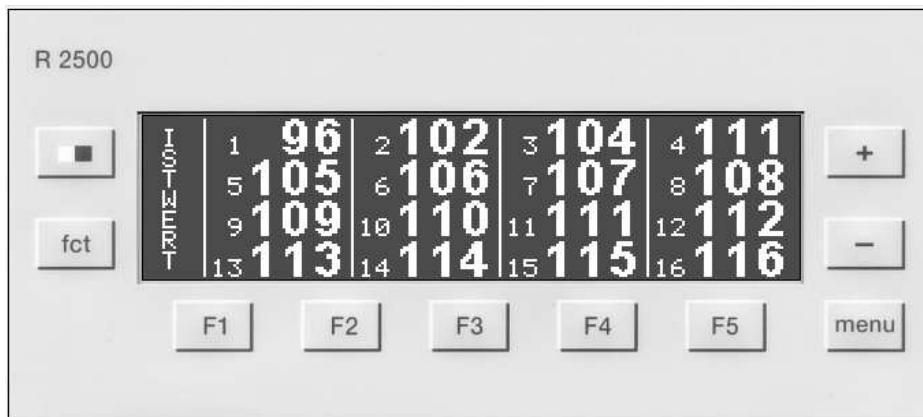 R 2500
ISTWERT
1 96 2 102 3 104 4 111
5 105 6 106 7 107 8 108
9 109 10 110 11 111 12 112
13 113 14 114 15 115 16 116
+
fct
−
F1 F2 F3 F4 F5 menu